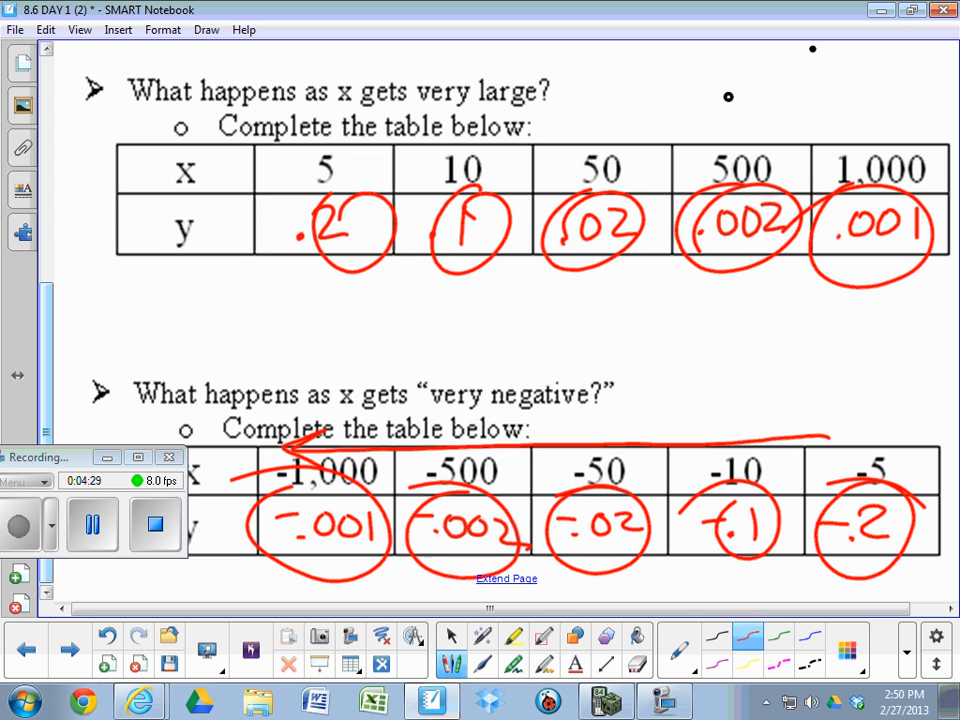 8.6 DAY 1 (2) * - SMART Notebook
File Edit View Insert Format Draw Help
➤ What happens as x gets very large?
o Complete the table below:
x 5 10 50 500 1,000
y .2 .1 .02 .002 .001
➤ What happens as x gets “very negative?”
o Complete the table below:
x -1,000 -500 -50 -10 -5
y -.001 -.002 -.02 -.1 -.2
Recording...
Menu 0:04:29 8.0 fps
Extend Page
2:50 PM
2/27/2013